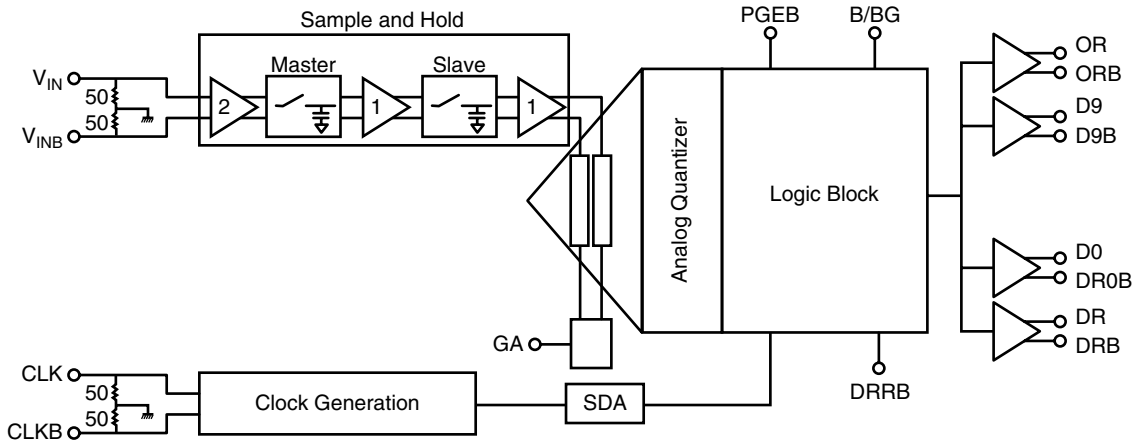 Sample and Hold
PGEB
B/BG
V_IN
50
50
V_INB
2
Master
1
Slave
1
Analog Quantizer
Logic Block
OR
ORB
D9
D9B
D0
DR0B
DR
DRB
GA
DRRB
CLK
50
50
CLKB
Clock Generation
SDA